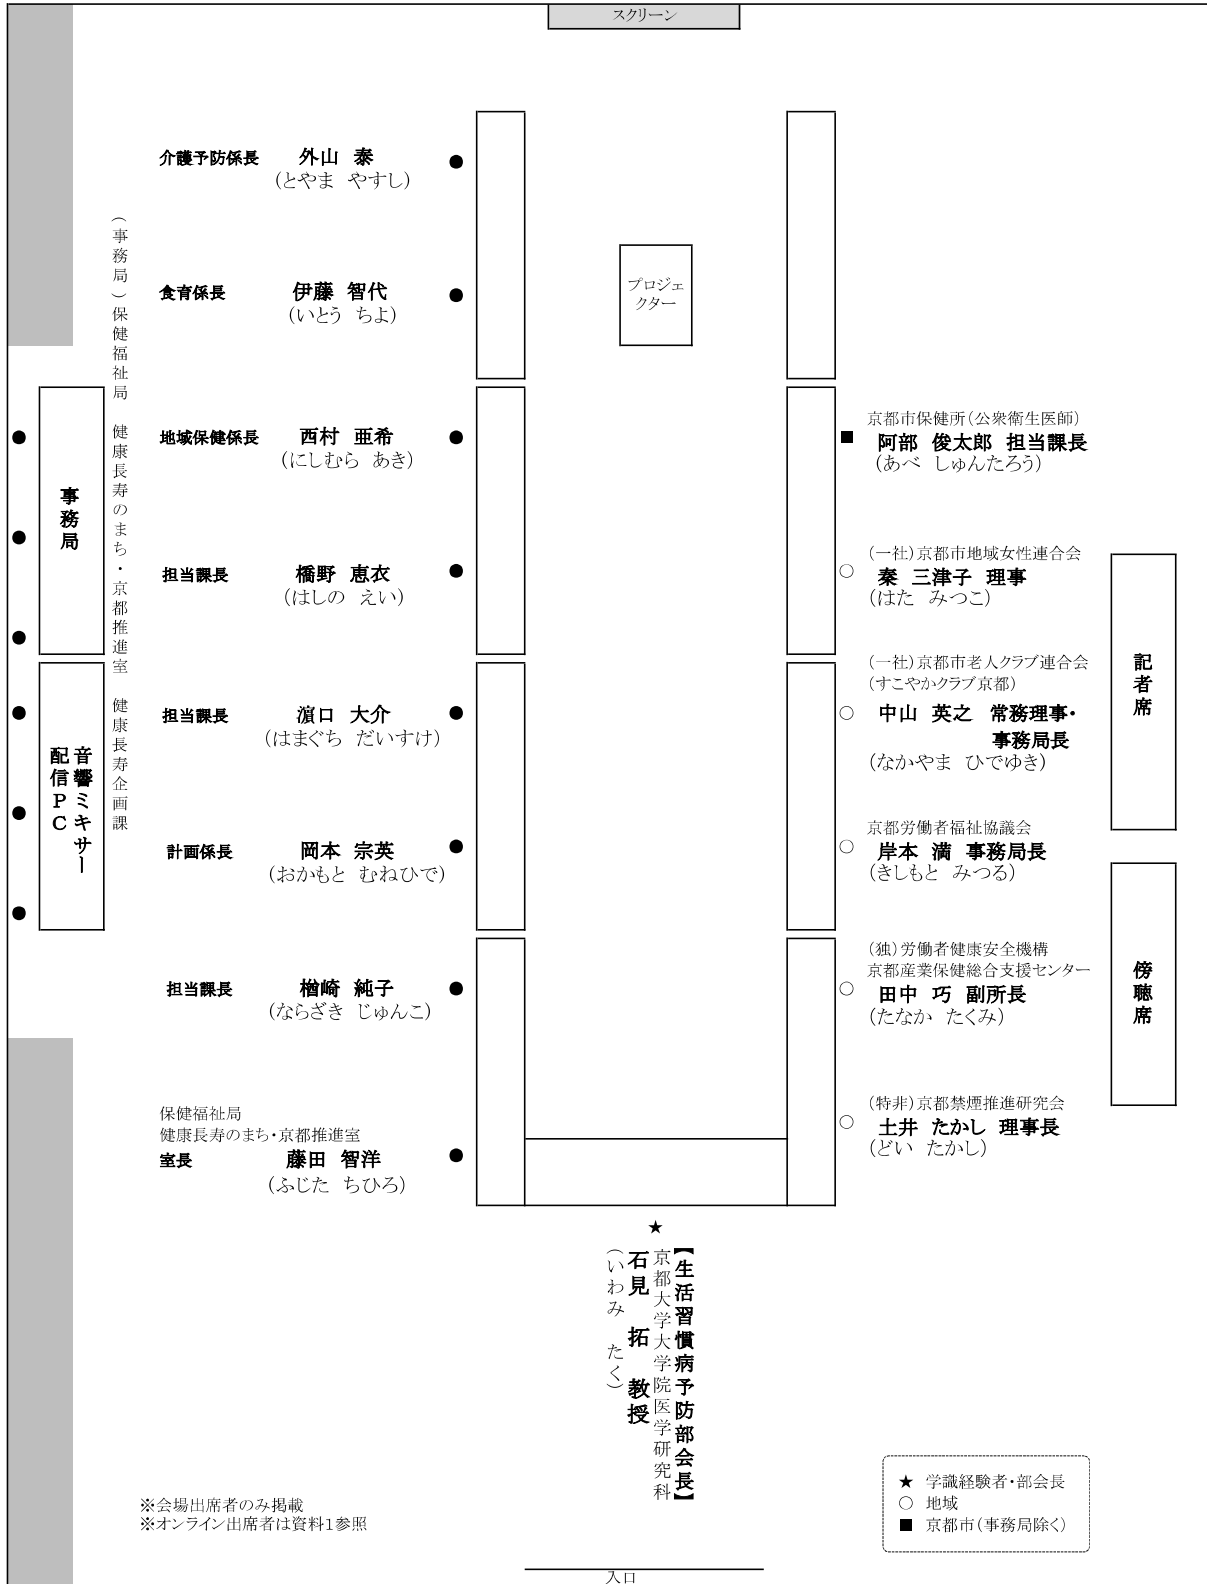 スクリーン
介護予防係長 外山 泰
(とやま やすし)
食育係長 伊藤 智代
(いとう ちよ)
地域保健係長 西村 亜希
(にしむら あき)
担当課長 橋野 恵衣
(はしの えい)
担当課長 濵口 大介
(はまぐち だいすけ)
計画係長 岡本 宗英
(おかもと むねひで)
担当課長 楢崎 純子
(ならざき じゅんこ)
保健福祉局
健康長寿のまち・京都推進室
室長 藤田 智洋
(ふじた ちひろ)
(事務局)保健福祉局 健康長寿のまち・京都推進室 健康長寿企画課
事務局
音響ミキサー
配信PC
プロジェ
クター
京都市保健所(公衆衛生医師)
阿部 俊太郎 担当課長
(あべ しゅんたろう)
(一社)京都市地域女性連合会
秦 三津子 理事
(はた みつこ)
(一社)京都市老人クラブ連合会
(すこやかクラブ京都)
中山 英之 常務理事・
事務局長
(なかやま ひでゆき)
京都労働者福祉協議会
岸本 満 事務局長
(きしもと みつる)
(独)労働者健康安全機構
京都産業保健総合支援センター
田中 巧 副所長
(たなか たくみ)
(特非)京都禁煙推進研究会
土井 たかし 理事長
(どい たかし)
記者席
傍聴席
★
【生活習慣病予防部会長】
京都大学大学院医学研究科
石見 拓 教授
(いわみ たく)
★ 学識経験者・部会長
○ 地域
■ 京都市(事務局除く)
※会場出席者のみ掲載
※オンライン出席者は資料1参照
入口